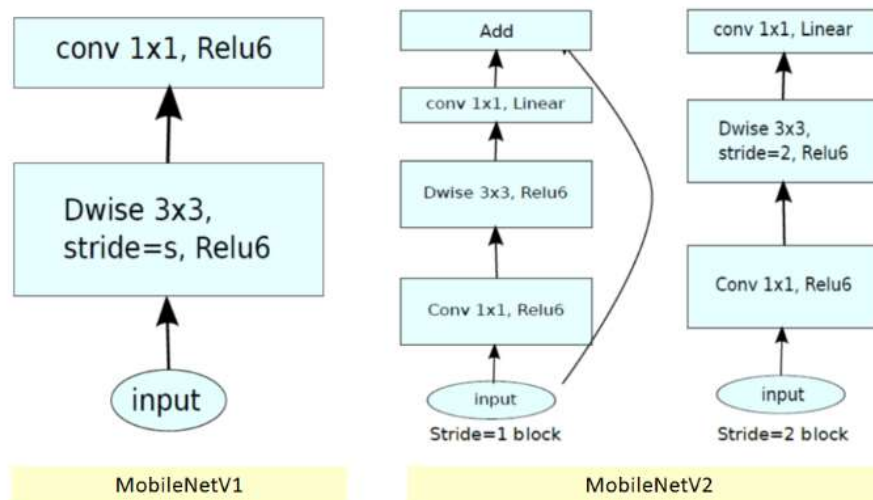 conv 1x1, Relu6
Dwise 3x3,
stride=s, Relu6
input
MobileNetV1
Add
conv 1x1, Linear
Dwise 3x3, Relu6
Conv 1x1, Relu6
input
Stride=1 block
conv 1x1, Linear
Dwise 3x3,
stride=2, Relu6
Conv 1x1, Relu6
input
Stride=2 block
MobileNetV2